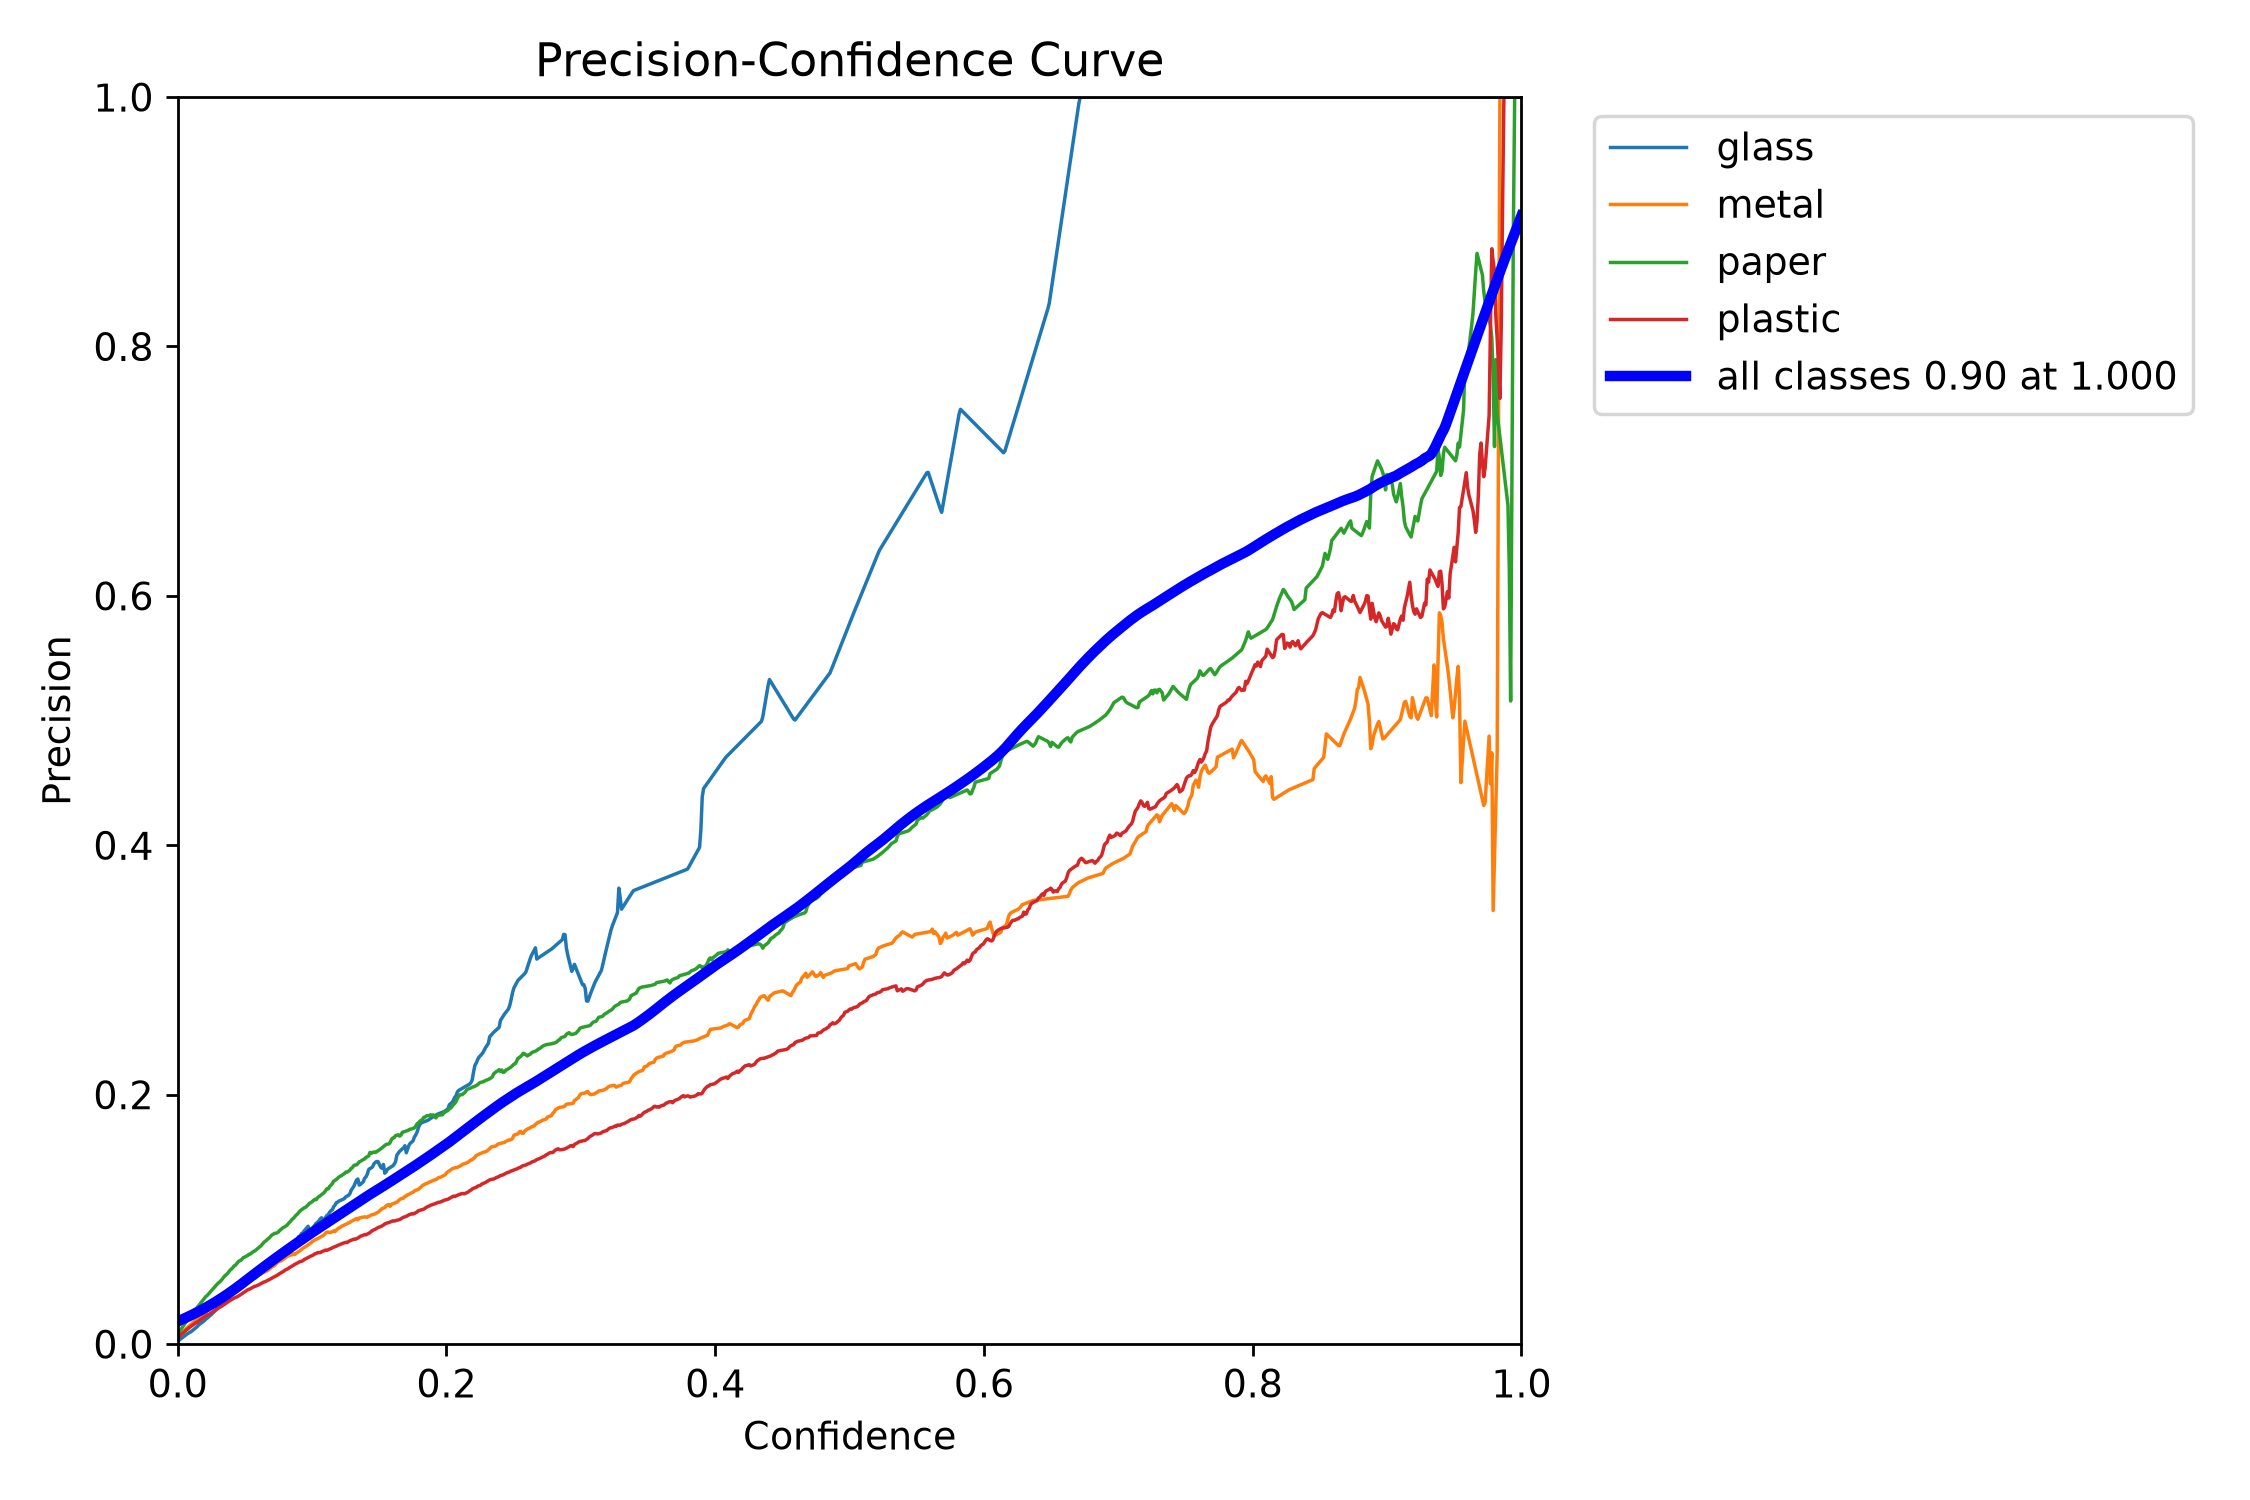 Precision-Confidence Curve
1.0
0.8
0.6
0.4
0.2
0.0
Precision
0.0 0.2 0.4 0.6 0.8 1.0
Confidence
glass
metal
paper
plastic
all classes 0.90 at 1.000